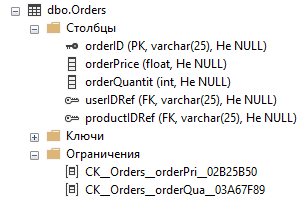 dbo.Orders
Столбцы
orderID (PK, varchar(25), Не NULL)
orderPrice (float, Не NULL)
orderQuantit (int, Не NULL)
userIDRef (FK, varchar(25), Не NULL)
productIDRef (FK, varchar(25), Не NULL)
Ключи
Ограничения
CK__Orders__orderPri__02B25B50
CK__Orders__orderQua__03A67F89